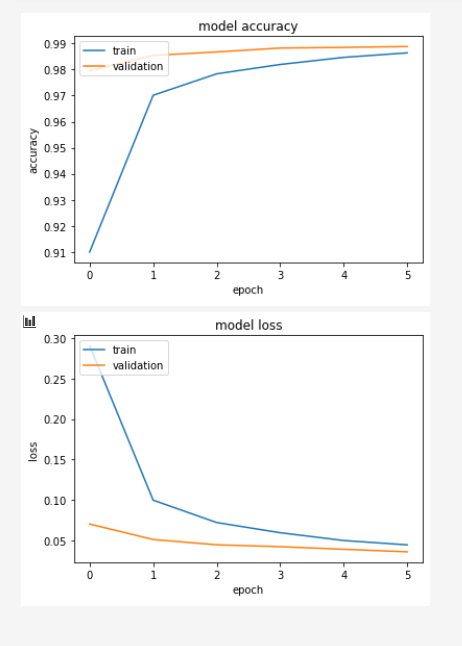 model accuracy
0.99
train
0.98
validation
0.97
0.96
accuracy
0.95
0.94
0.93
0.92
0.91
0 1 2 3 4 5
epoch
model loss
0.30
train
validation
0.25
0.20
loss
0.15
0.10
0.05
0 1 2 3 4 5
epoch